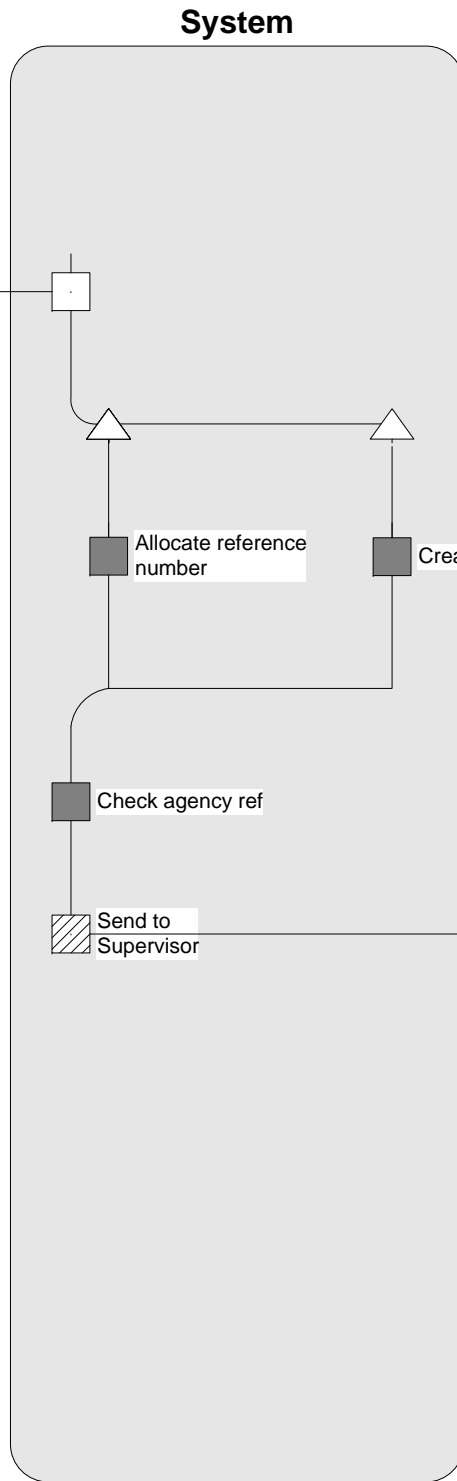 System
Allocate reference
number
Check agency ref
Send to
Supervisor